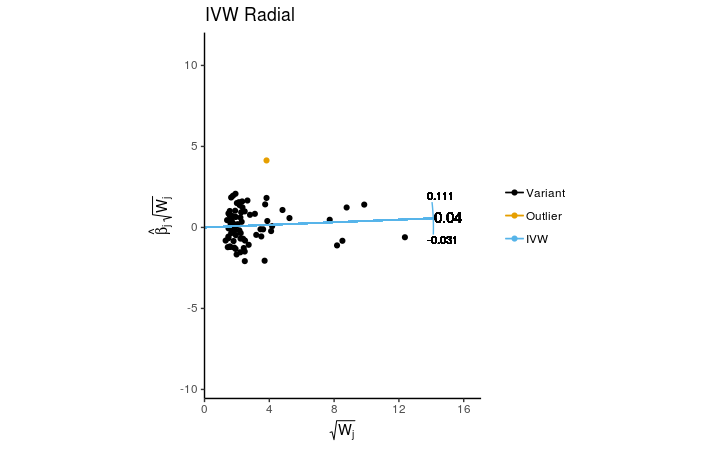 IVW Radial
10
5
0
-5
-10
β̂ⱼ√Wⱼ
0 4 8 12 16
√Wⱼ
0.111
0.04
-0.031
Variant
Outlier
IVW